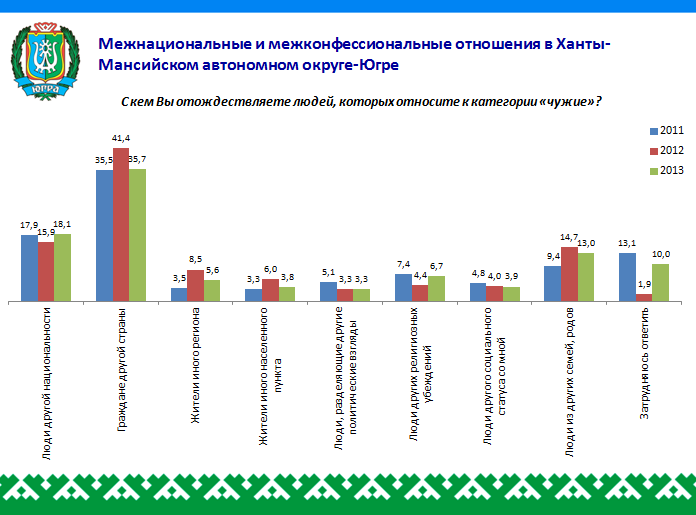 Межнациональные и межконфессиональные отношения в Ханты-
Мансийском автономном округе-Югре
ЮГРА
С кем Вы отождествляете людей, которых относите к категории «чужие»?
2011
2012
2013
17,9
15,9
18,1
35,5
41,4
35,7
3,5
8,5
5,6
3,3
6,0
3,8
5,1
3,3
3,3
7,4
4,4
6,7
4,8
4,0
3,9
9,4
14,7
13,0
13,1
1,9
10,0
Люди другой национальности
Граждане другой страны
Жители иного региона
Жители иного населенного
пункта
Люди, разделяющие другие
политические взгляды
Люди других религиозных
убеждений
Люди другого социального
статуса со мной
Люди из других семей, родов
Затрудняюсь ответить